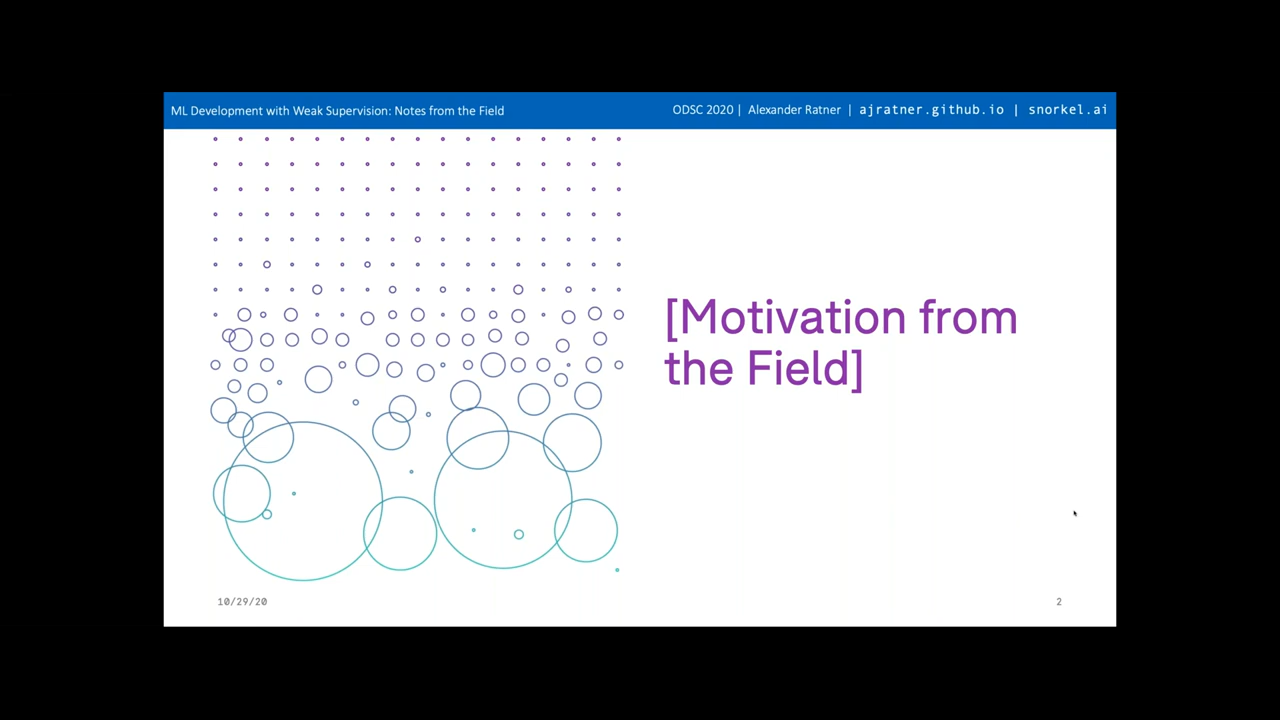 ML Development with Weak Supervision: Notes from the Field
ODSC 2020 | Alexander Ratner | ajratner.github.io | snorkel.ai
[Motivation from
the Field]
10/29/20
2